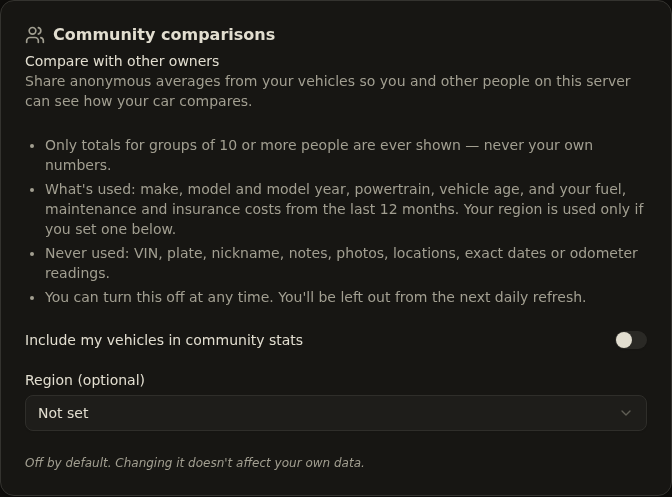 Community comparisons
Compare with other owners
Share anonymous averages from your vehicles so you and other people on this server
can see how your car compares.
• Only totals for groups of 10 or more people are ever shown — never your own
numbers.
• What's used: make, model and model year, powertrain, vehicle age, and your fuel,
maintenance and insurance costs from the last 12 months. Your region is used only if
you set one below.
• Never used: VIN, plate, nickname, notes, photos, locations, exact dates or odometer
readings.
• You can turn this off at any time. You'll be left out from the next daily refresh.
Include my vehicles in community stats
Region (optional)
Not set
Off by default. Changing it doesn't affect your own data.